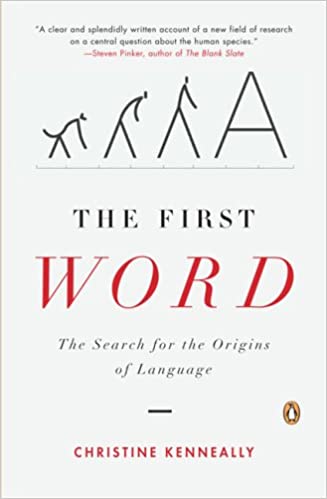 “A clear and splendidly written account of a new field of research
on a central question about the human species.”
—Steven Pinker, author of The Blank Slate
A
THE FIRST
WORD
The Search for the Origins
of Language
CHRISTINE KENNEALLY